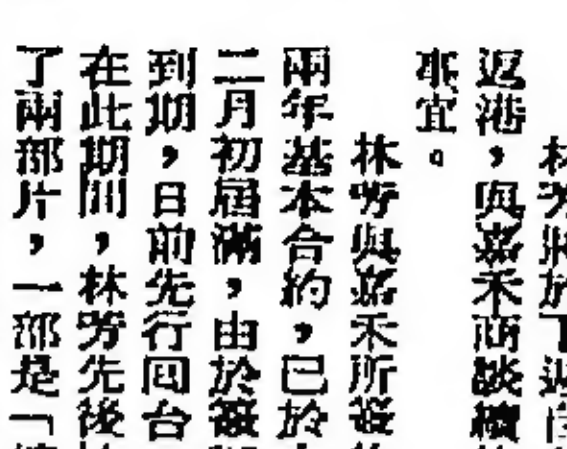 林芳將於下週
返港，與嘉禾商談續
事宜。
林芳與嘉禾所簽
兩年基本合約，已於
二月初屆滿，由於簽
到期，日前先行回台
在此期間，林芳先後
了兩部片，一部是「